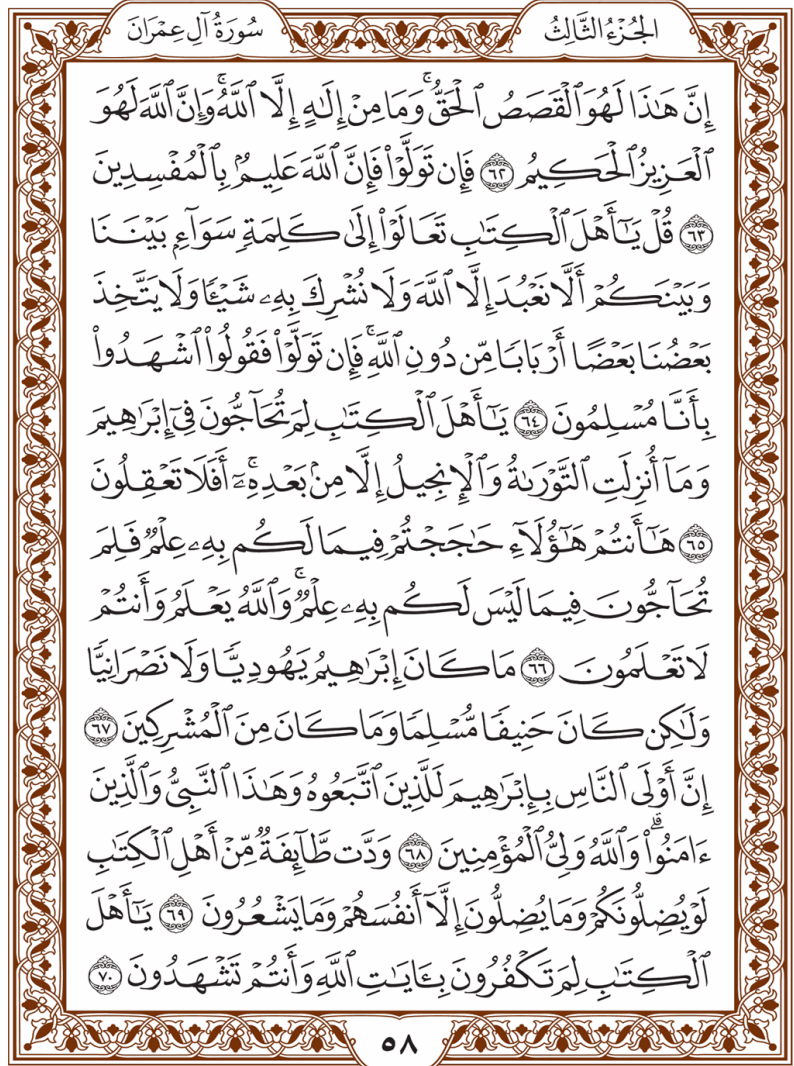 الجُزْءُ الثَّالِثُ
سُورَةُ آلِ عِمْرَانَ
إِنَّ هَٰذَا لَهُوَ ٱلْقَصَصُ ٱلْحَقُّۚ وَمَا مِنْ إِلَٰهٍ إِلَّا ٱللَّهُۚ وَإِنَّ ٱللَّهَ لَهُوَ
ٱلْعَزِيزُ ٱلْحَكِيمُ ٦٢ فَإِن تَوَلَّوْا۟ فَإِنَّ ٱللَّهَ عَلِيمٌۢ بِٱلْمُفْسِدِينَ
٦٣ قُلْ يَٰٓأَهْلَ ٱلْكِتَٰبِ تَعَالَوْا۟ إِلَىٰ كَلِمَةٍ سَوَآءٍۭ بَيْنَنَا
وَبَيْنَكُمْ أَلَّا نَعْبُدَ إِلَّا ٱللَّهَ وَلَا نُشْرِكَ بِهِۦ شَيْـًٔا وَلَا يَتَّخِذَ
بَعْضُنَا بَعْضًا أَرْبَابًا مِّن دُونِ ٱللَّهِۚ فَإِن تَوَلَّوْا۟ فَقُولُوا۟ ٱشْهَدُوا۟
بِأَنَّا مُسْلِمُونَ ٦٤ يَٰٓأَهْلَ ٱلْكِتَٰبِ لِمَ تُحَآجُّونَ فِىٓ إِبْرَٰهِيمَ
وَمَآ أُنزِلَتِ ٱلتَّوْرَىٰةُ وَٱلْإِنجِيلُ إِلَّا مِنۢ بَعْدِهِۦٓۚ أَفَلَا تَعْقِلُونَ
٦٥ هَٰٓأَنتُمْ هَٰٓؤُلَآءِ حَٰجَجْتُمْ فِيمَا لَكُم بِهِۦ عِلْمٌ فَلِمَ
تُحَآجُّونَ فِيمَا لَيْسَ لَكُم بِهِۦ عِلْمٌۚ وَٱللَّهُ يَعْلَمُ وَأَنتُمْ
لَا تَعْلَمُونَ ٦٦ مَا كَانَ إِبْرَٰهِيمُ يَهُودِيًّا وَلَا نَصْرَانِيًّا
وَلَٰكِن كَانَ حَنِيفًا مُّسْلِمًا وَمَا كَانَ مِنَ ٱلْمُشْرِكِينَ ٦٧
إِنَّ أَوْلَى ٱلنَّاسِ بِإِبْرَٰهِيمَ لَلَّذِينَ ٱتَّبَعُوهُ وَهَٰذَا ٱلنَّبِىُّ وَٱلَّذِينَ
ءَامَنُوا۟ۗ وَٱللَّهُ وَلِىُّ ٱلْمُؤْمِنِينَ ٦٨ وَدَّت طَّآئِفَةٌ مِّنْ أَهْلِ ٱلْكِتَٰبِ
لَوْ يُضِلُّونَكُمْ وَمَا يُضِلُّونَ إِلَّآ أَنفُسَهُمْ وَمَا يَشْعُرُونَ ٦٩ يَٰٓأَهْلَ
ٱلْكِتَٰبِ لِمَ تَكْفُرُونَ بِـَٔايَٰتِ ٱللَّهِ وَأَنتُمْ تَشْهَدُونَ ٧٠
٥٨